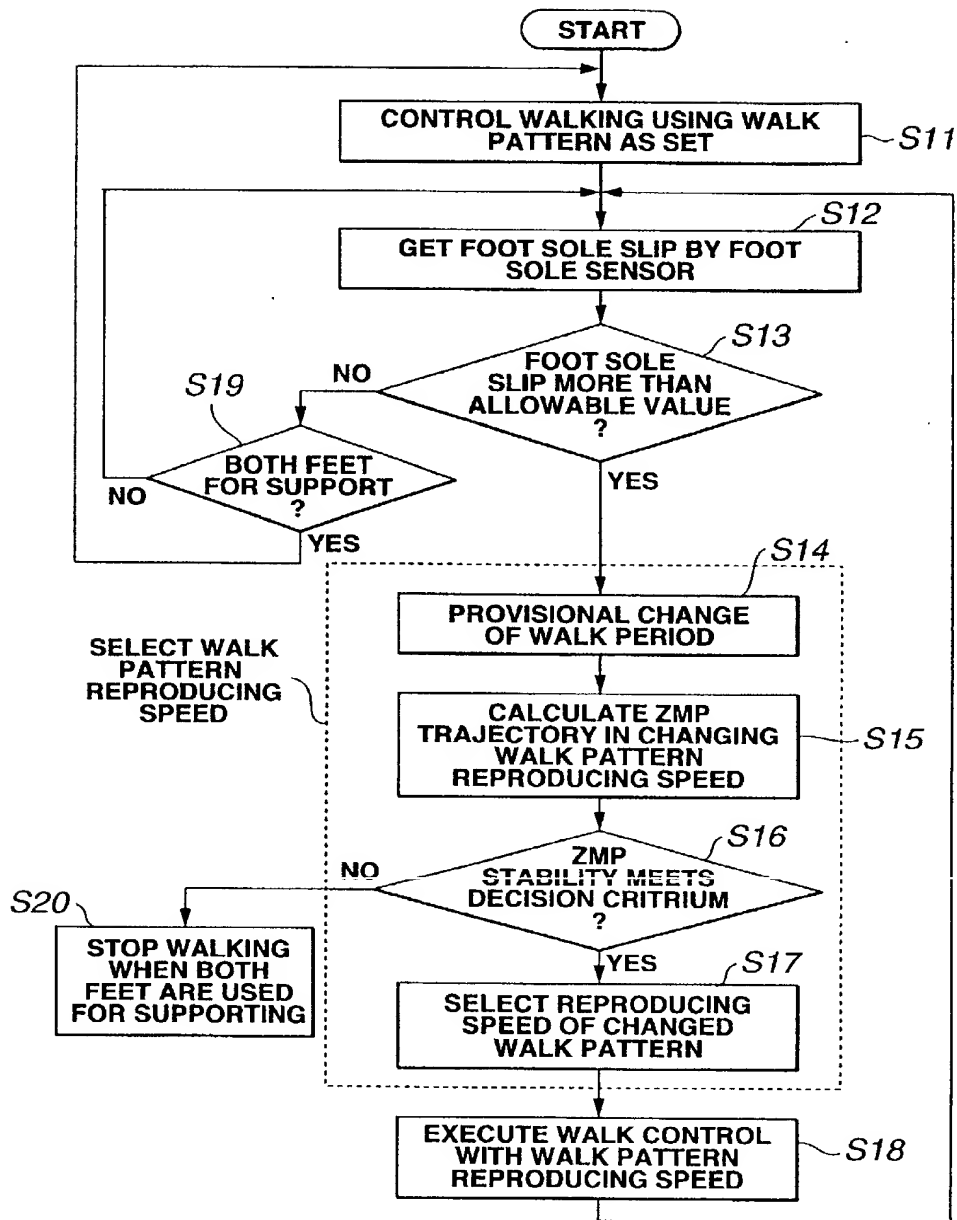 START
CONTROL WALKING USING WALK
PATTERN AS SET
S11
S12
GET FOOT SOLE SLIP BY FOOT
SOLE SENSOR
S13
FOOT SOLE
SLIP MORE THAN
ALLOWABLE VALUE
?
NO
YES
S19
BOTH FEET
FOR SUPPORT
?
NO
YES
S14
PROVISIONAL CHANGE
OF WALK PERIOD
SELECT WALK
PATTERN
REPRODUCING
SPEED
CALCULATE ZMP
TRAJECTORY IN CHANGING
WALK PATTERN
REPRODUCING SPEED
S15
S16
ZMP
STABILITY MEETS
DECISION CRITRIUM
?
NO
YES
S20
STOP WALKING
WHEN BOTH
FEET ARE USED
FOR SUPPORTING
S17
SELECT REPRODUCING
SPEED OF CHANGED
WALK PATTERN
EXECUTE WALK CONTROL
WITH WALK PATTERN
REPRODUCING SPEED
S18